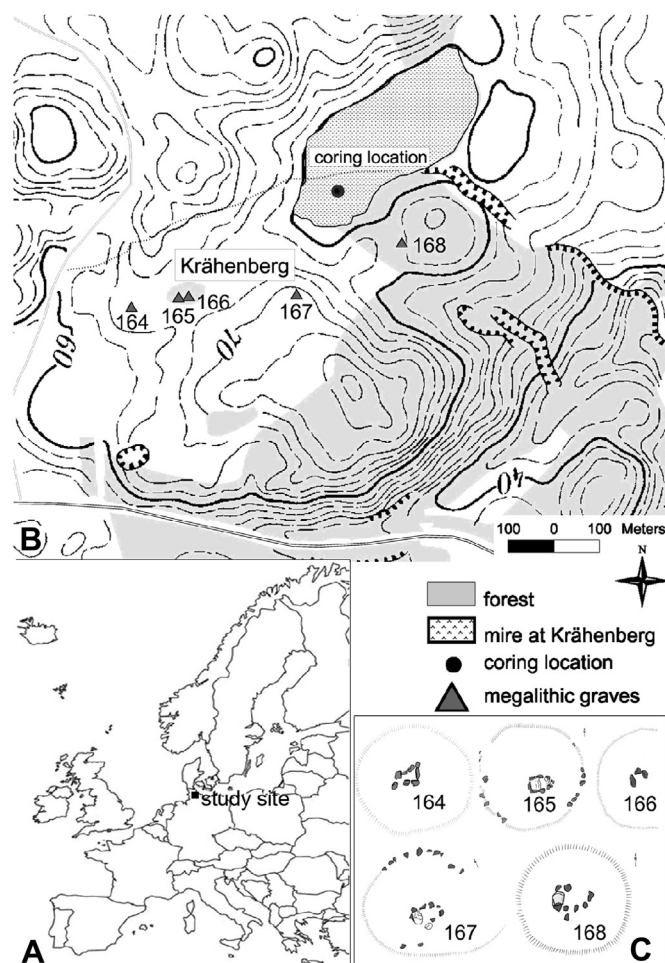 coring location
168
Krähenberg
164
165
166
167
70
60
40
B
100 0 100 Meters
N
forest
mire at Krähenberg
coring location
megalithic graves
study site
A
164
165
166
167
168
C